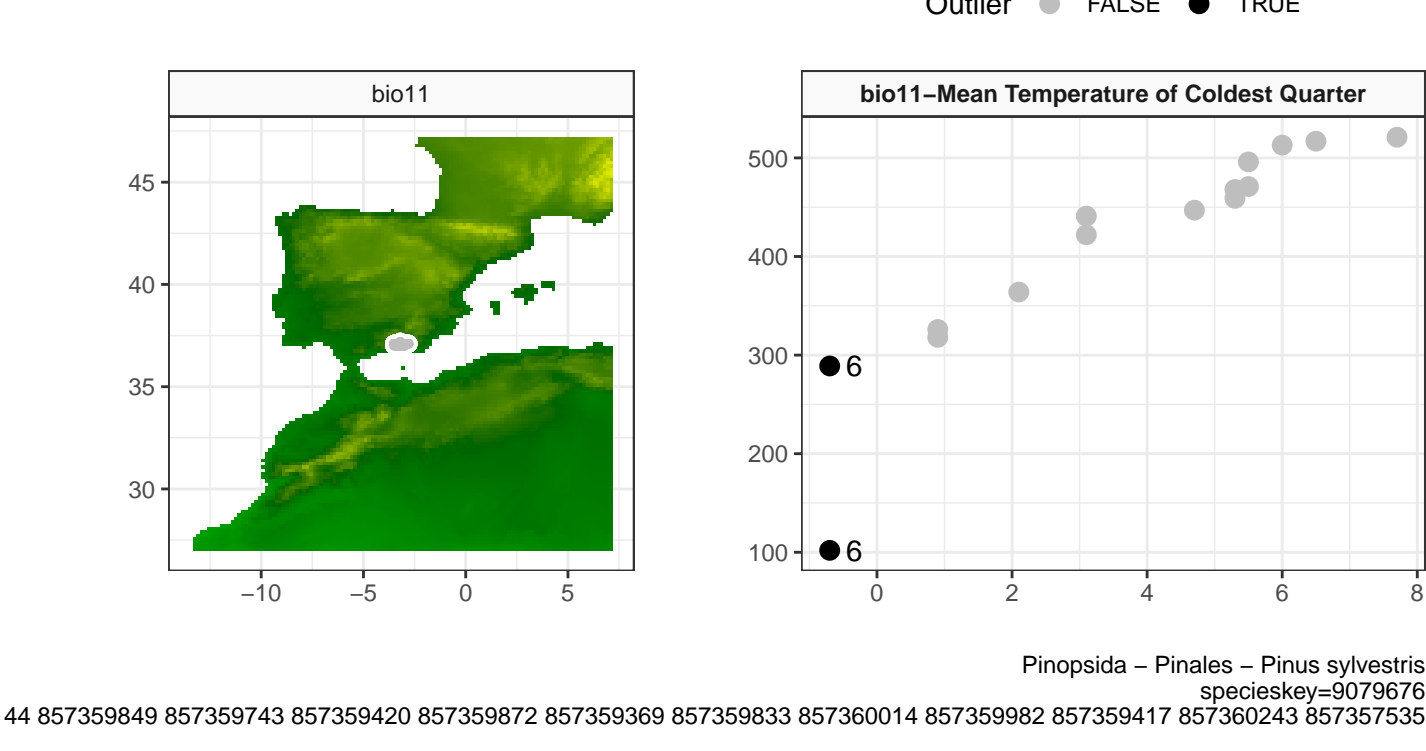 Outlier FALSE TRUE
bio11
45
40
35
30
−10 −5 0 5
bio11−Mean Temperature of Coldest Quarter
500
400
300
200
100
6
6
0 2 4 6 8
Pinopsida − Pinales − Pinus sylvestris
specieskey=9079676
44 857359849 857359743 857359420 857359872 857359369 857359833 857360014 857359982 857359417 857360243 857357535